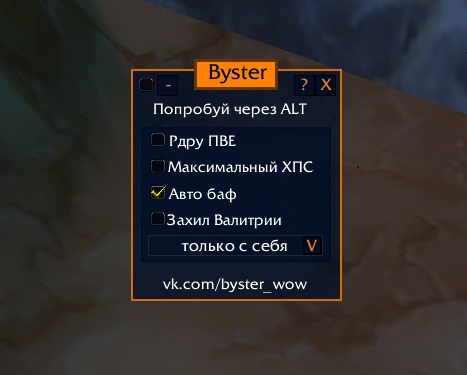 Byster
- ? X
Попробуй через ALT
Рдру ПВЕ
Максимальный ХПС
Авто баф
Захил Валитрии
только с себя V
vk.com/byster_wow